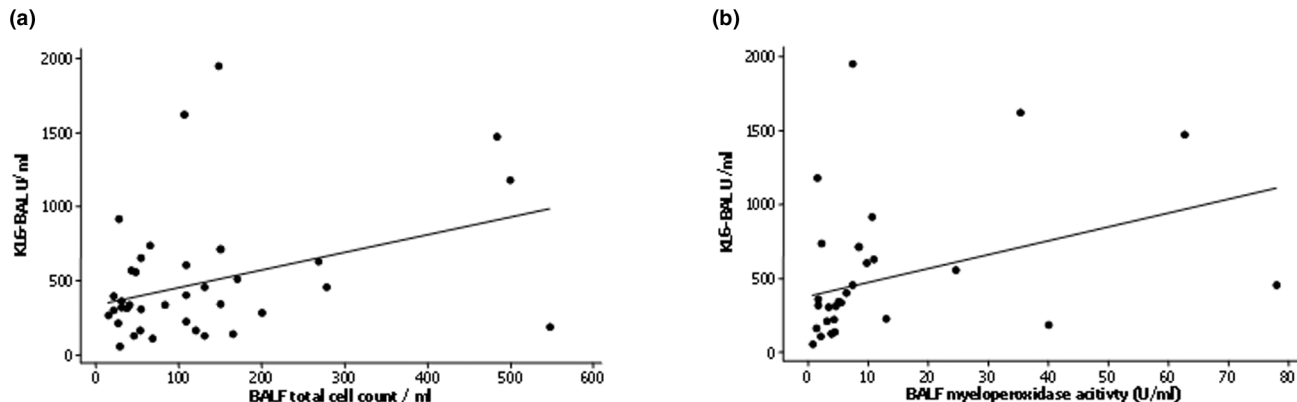 (a)
(b)
2000
1500
1000
500
0
KL6-BAL U/ml
0 100 200 300 400 500 600
BALF total cell count / ml
2000
1500
1000
500
0
KL6-BAL U/ml
0 10 20 30 40 50 60 70 80
BALF myeloperoxidase acitivty (U/ml)